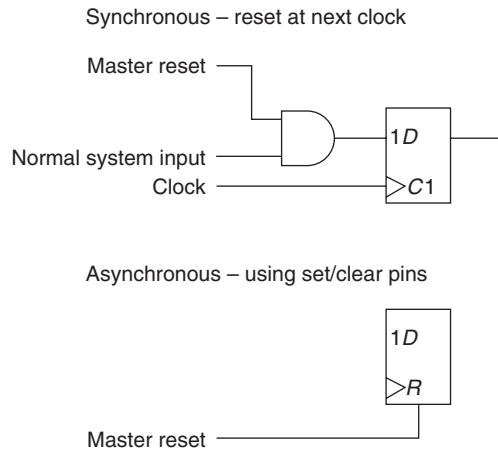 Synchronous – reset at next clock
Master reset
1D
Normal system input
Clock
C1
Asynchronous – using set/clear pins
1D
R
Master reset